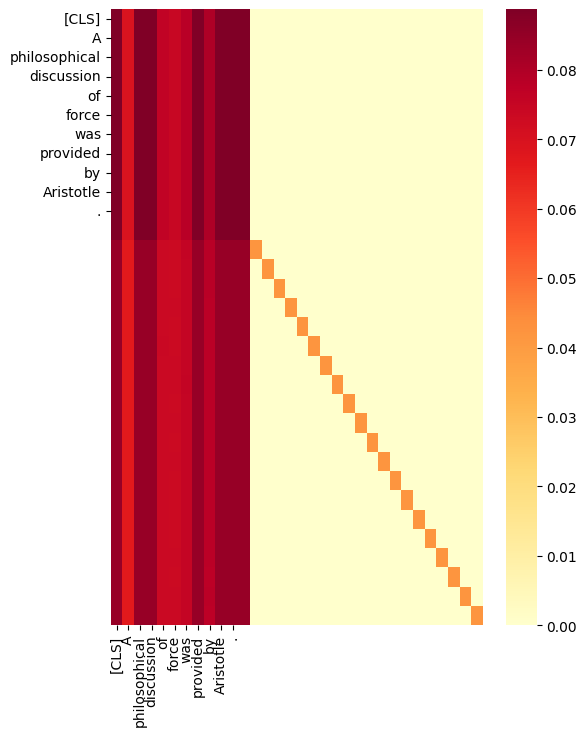 [CLS]
A
philosophical
discussion
of
force
was
provided
by
Aristotle
.
0.08
0.07
0.06
0.05
0.04
0.03
0.02
0.01
0.00
[CLS]
A
philosophical
discussion
of
force
was
provided
by
Aristotle
.